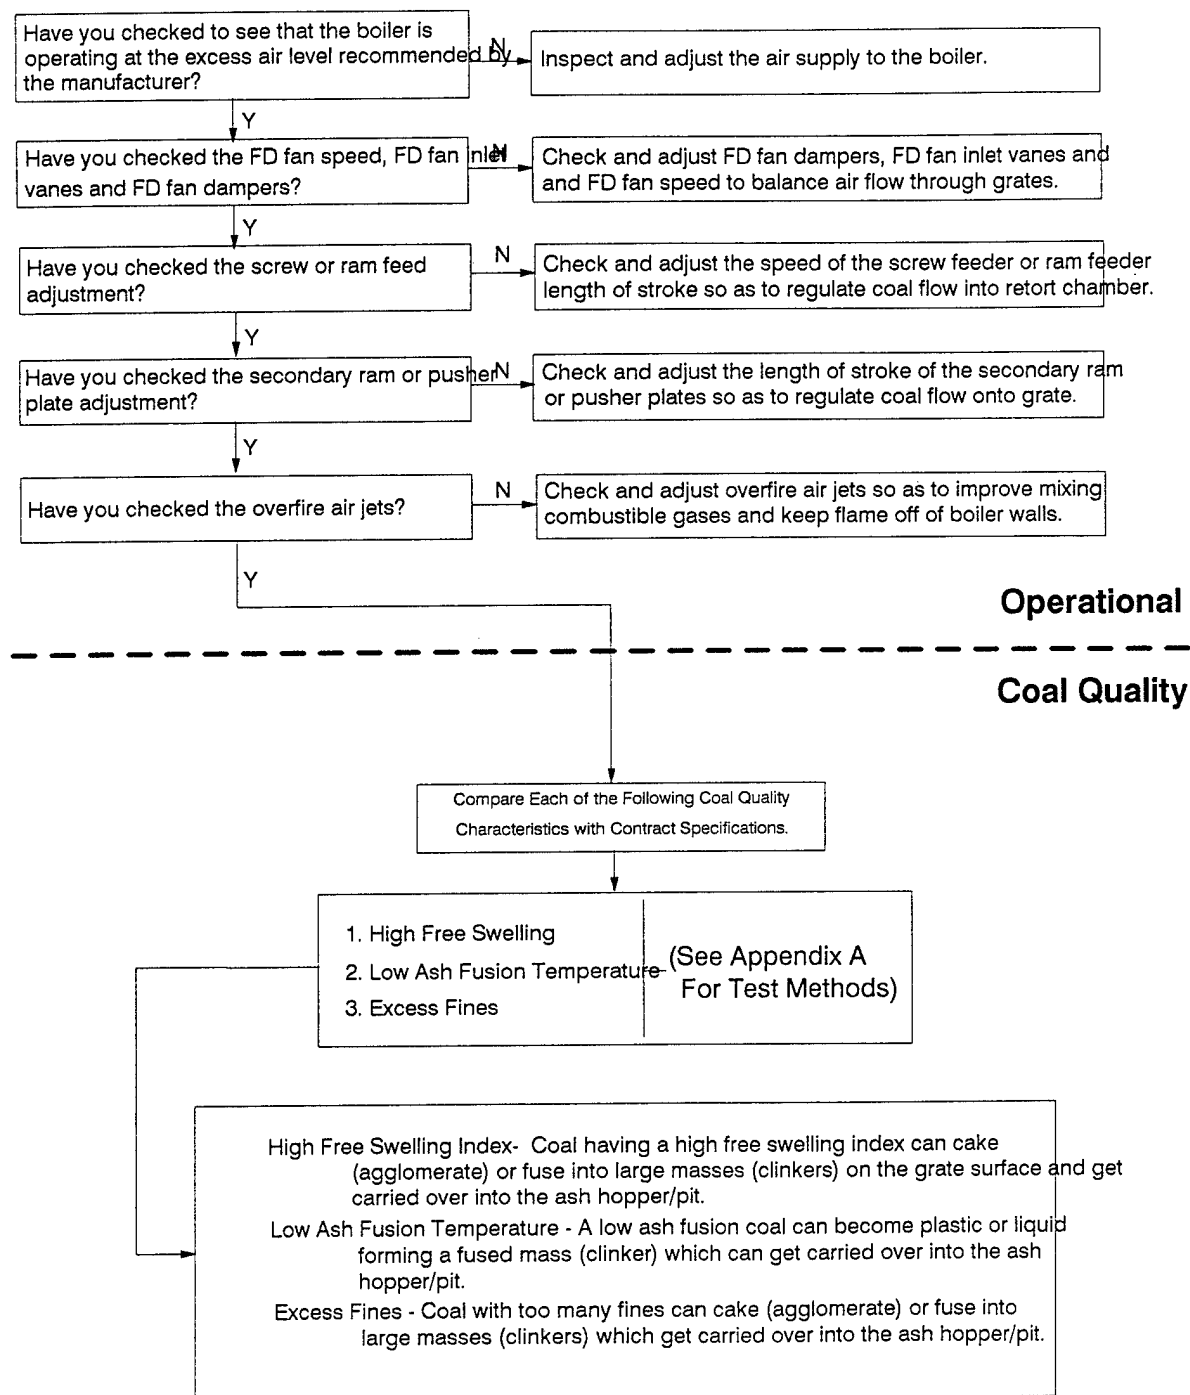 Have you checked to see that the boiler is
operating at the excess air level recommended by
the manufacturer?
N
Inspect and adjust the air supply to the boiler.
Y
Have you checked the FD fan speed, FD fan inlet
vanes and FD fan dampers?
N
Check and adjust FD fan dampers, FD fan inlet vanes and
and FD fan speed to balance air flow through grates.
Y
Have you checked the screw or ram feed
adjustment?
N
Check and adjust the speed of the screw feeder or ram feeder
length of stroke so as to regulate coal flow into retort chamber.
Y
Have you checked the secondary ram or pusher
plate adjustment?
N
Check and adjust the length of stroke of the secondary ram
or pusher plates so as to regulate coal flow onto grate.
Y
Have you checked the overfire air jets?
N
Check and adjust overfire air jets so as to improve mixing
combustible gases and keep flame off of boiler walls.
Y
Operational
Coal Quality
Compare Each of the Following Coal Quality
Characteristics with Contract Specifications.
1. High Free Swelling
2. Low Ash Fusion Temperature-
3. Excess Fines
(See Appendix A
For Test Methods)
High Free Swelling Index- Coal having a high free swelling index can cake
(agglomerate) or fuse into large masses (clinkers) on the grate surface and get
carried over into the ash hopper/pit.
Low Ash Fusion Temperature - A low ash fusion coal can become plastic or liquid
forming a fused mass (clinker) which can get carried over into the ash
hopper/pit.
Excess Fines - Coal with too many fines can cake (agglomerate) or fuse into
large masses (clinkers) which get carried over into the ash hopper/pit.